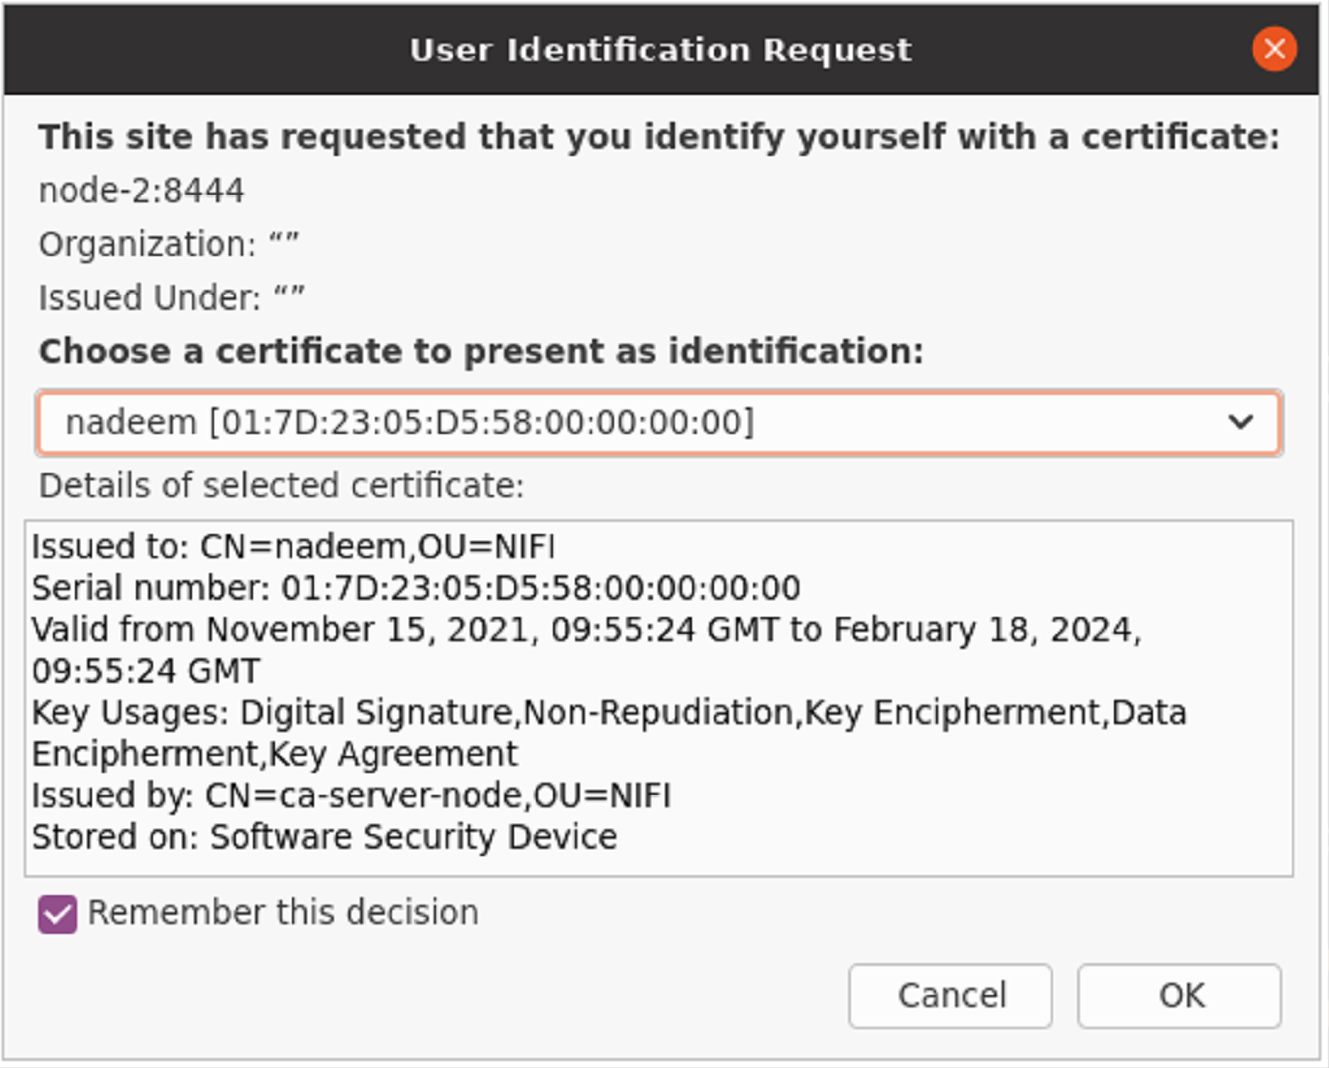 User Identification Request
This site has requested that you identify yourself with a certificate:
node-2:8444
Organization: “”
Issued Under: “”
Choose a certificate to present as identification:
nadeem [01:7D:23:05:D5:58:00:00:00:00]
Details of selected certificate:
Issued to: CN=nadeem,OU=NIFI
Serial number: 01:7D:23:05:D5:58:00:00:00:00
Valid from November 15, 2021, 09:55:24 GMT to February 18, 2024,
09:55:24 GMT
Key Usages: Digital Signature,Non-Repudiation,Key Encipherment,Data
Encipherment,Key Agreement
Issued by: CN=ca-server-node,OU=NIFI
Stored on: Software Security Device
Remember this decision
Cancel OK